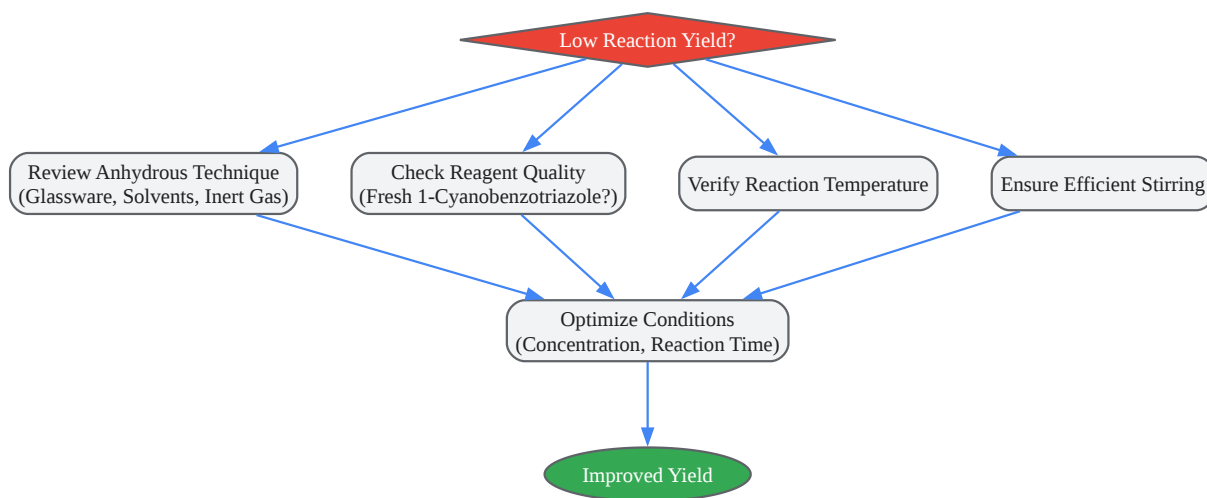 Low Reaction Yield?
Review Anhydrous Technique
(Glassware, Solvents, Inert Gas)
Check Reagent Quality
(Fresh 1-Cyanobenzotriazole?)
Verify Reaction Temperature
Ensure Efficient Stirring
Optimize Conditions
(Concentration, Reaction Time)
Improved Yield